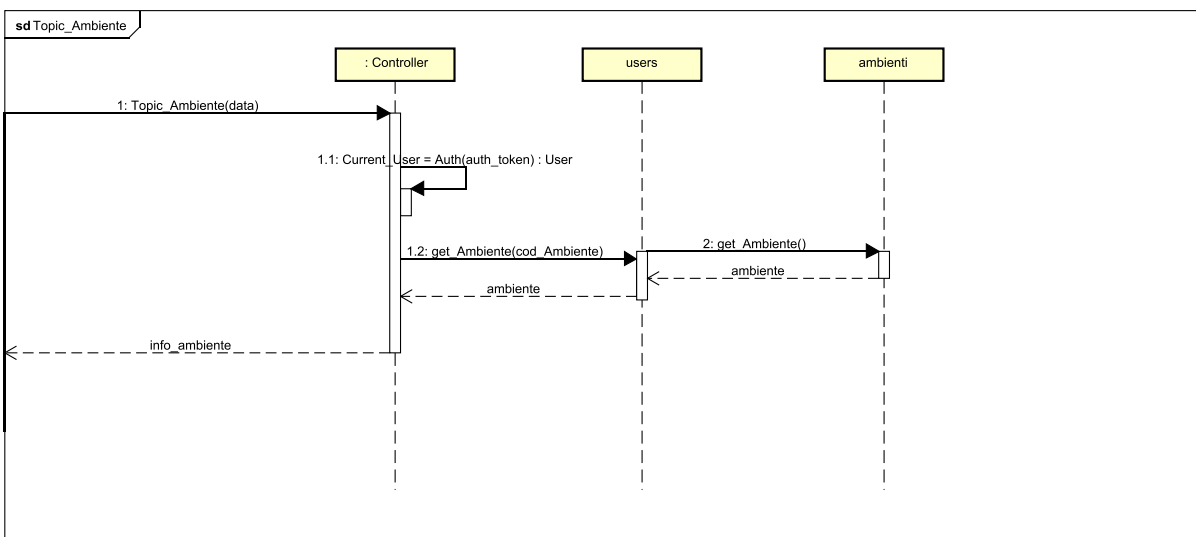 sd Topic_Ambiente
: Controller
users
ambienti
1: Topic_Ambiente(data)
1.1: Current_User = Auth(auth_token) : User
1.2: get_Ambiente(cod_Ambiente)
2: get_Ambiente()
ambiente
ambiente
info_ambiente